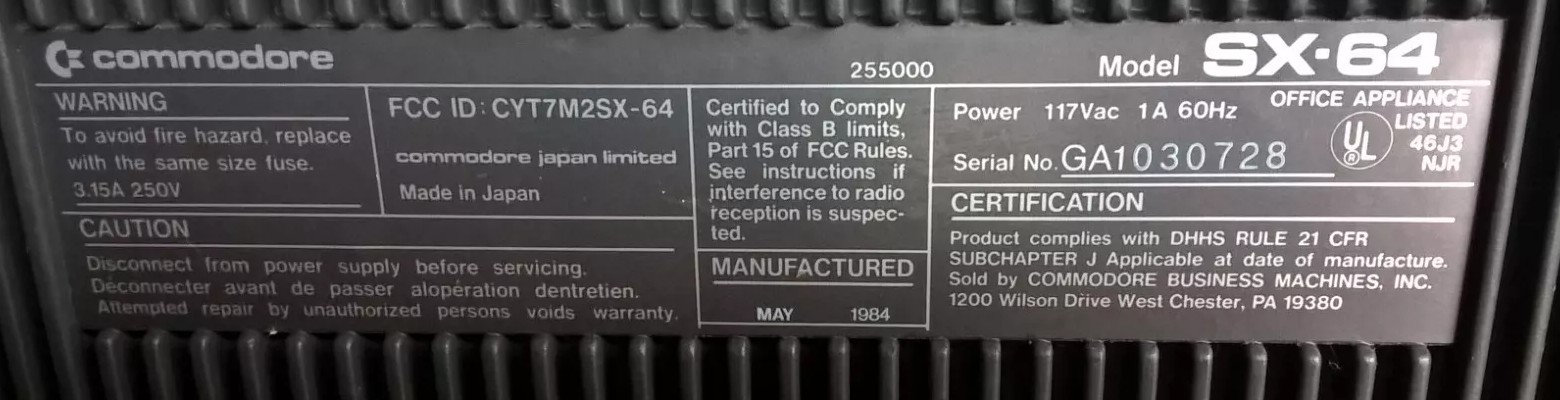 commodore
255000
Model SX-64
WARNING
To avoid fire hazard, replace
with the same size fuse.
3.15A 250V
FCC ID: CYT7M2SX-64
commodore japan limited
Made in Japan
CAUTION
Disconnect from power supply before servicing.
Déconnecter avant de passer alopération dentretien.
Attempted repair by unauthorized persons voids warranty.
Certified to Comply
with Class B limits,
Part 15 of FCC Rules.
See instructions if
interference to radio
reception is suspec-
ted.
MANUFACTURED
MAY 1984
Power 117Vac 1A 60Hz
Serial No. GA1030728
OFFICE APPLIANCE
UL ®
LISTED
46J3
NJR
CERTIFICATION
Product complies with DHHS RULE 21 CFR
SUBCHAPTER J Applicable at date of manufacture.
Sold by COMMODORE BUSINESS MACHINES, INC.
1200 Wilson Drive West Chester, PA 19380